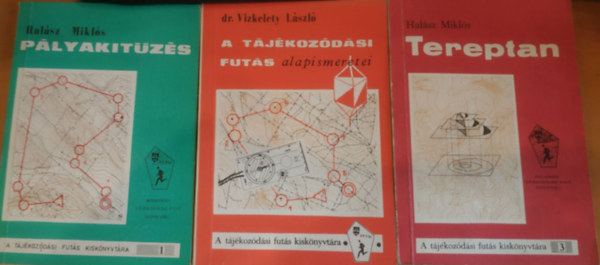 Halász Miklós
PÁLYAKITŰZÉS
A TÁJÉKOZÓDÁSI FUTÁS KISKÖNYVTÁRA 1
dr. Vizkelety László
A TÁJÉKOZÓDÁSI
FUTÁS alapismeretei
A tájékozódási futás kiskönyvtára
Halász Miklós
Tereptan
A tájékozódási futás kiskönyvtára 3